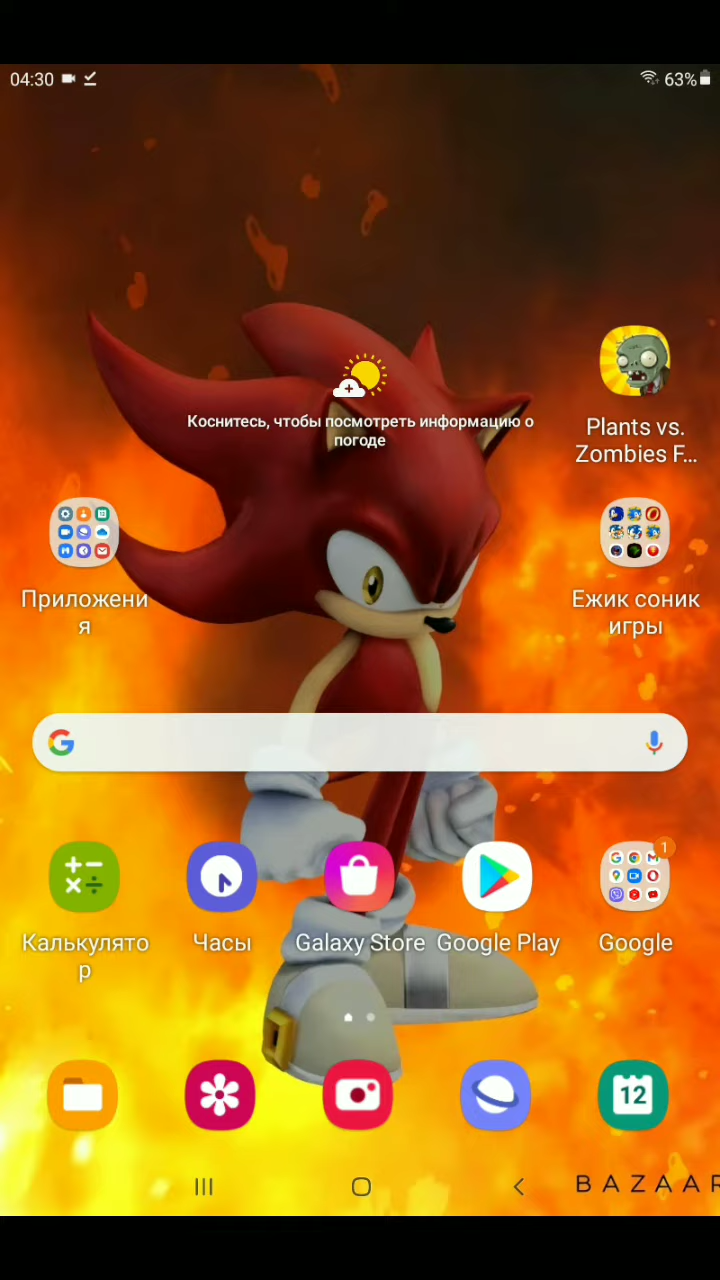 04:30
63%
Коснитесь, чтобы посмотреть информацию о
погоде
Plants vs.
Zombies F...
Приложени
я
Ежик соник
игры
1
Калькулято
р
Часы
Galaxy Store
Google Play
Google
12
BAZAAR